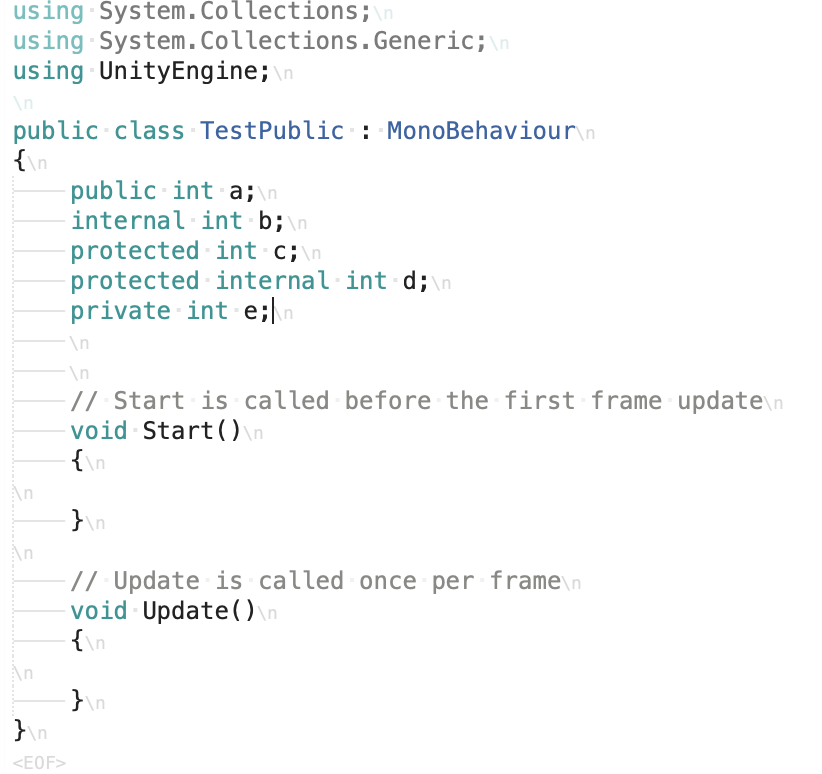 using System.Collections;\n
using System.Collections.Generic;\n
using UnityEngine;\n
\n
public class TestPublic : MonoBehaviour\n
{\n
public int a;\n
internal int b;\n
protected int c;\n
protected internal int d;\n
private int e;\n
\n
\n
// Start is called before the first frame update\n
void Start()\n
{\n
\n
}\n
\n
// Update is called once per frame\n
void Update()\n
{\n
\n
}\n
}\n
<EOF>